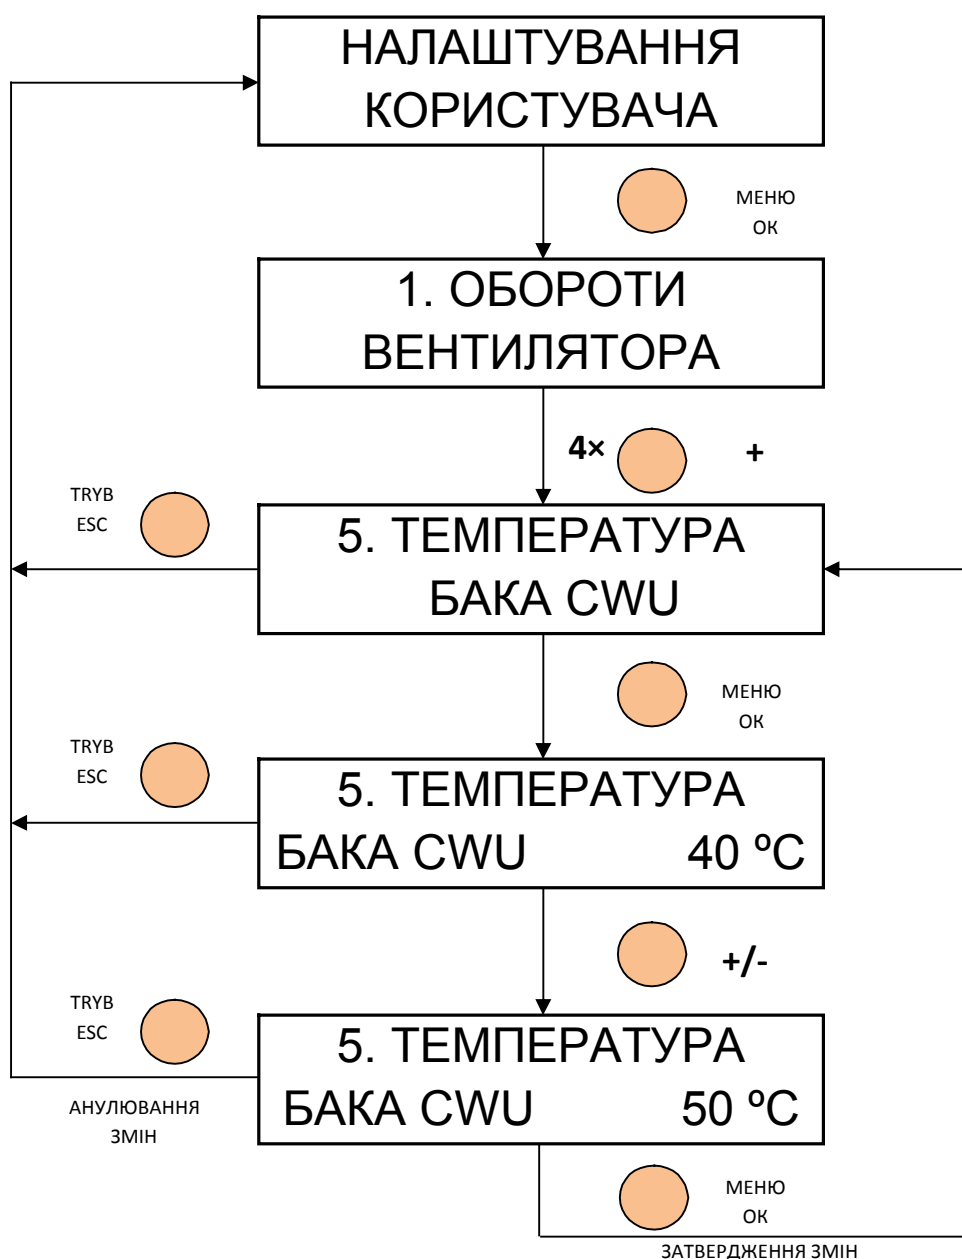 НАЛАШТУВАННЯ
КОРИСТУВАЧА
МЕНЮ
ОК
1. ОБОРОТИ
ВЕНТИЛЯТОРА
4× +
TRYB
ESC
5. ТЕМПЕРАТУРА
БАКА CWU
МЕНЮ
ОК
TRYB
ESC
5. ТЕМПЕРАТУРА
БАКА CWU 40 ºC
+/-
TRYB
ESC
5. ТЕМПЕРАТУРА
БАКА CWU 50 ºC
АНУЛЮВАННЯ
ЗМІН
МЕНЮ
ОК
ЗАТВЕРДЖЕННЯ ЗМІН